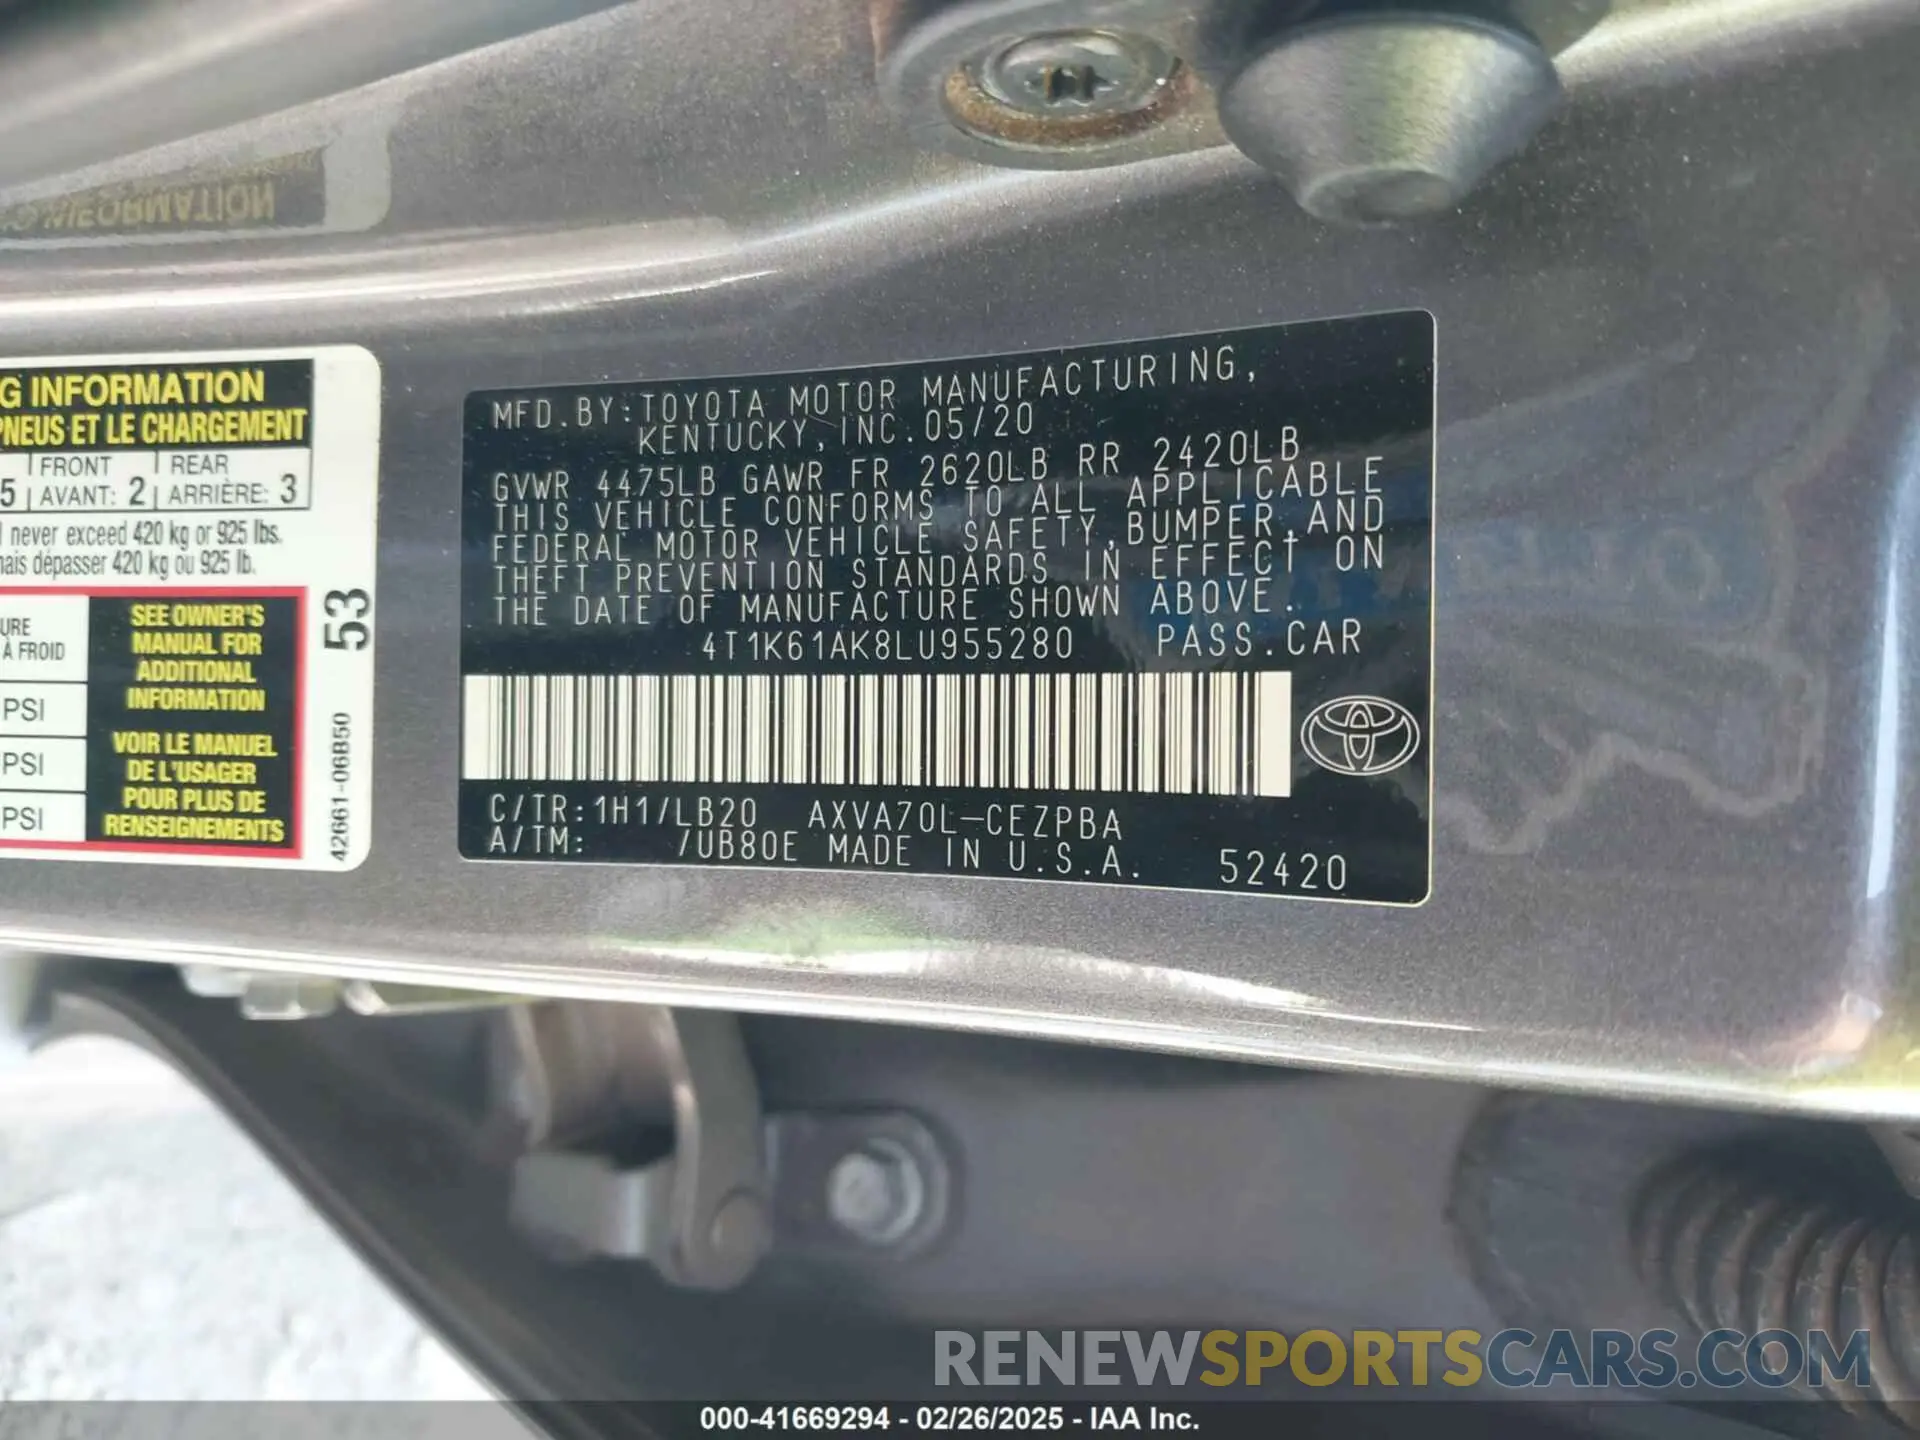 G INFORMATION
PNEUS ET LE CHARGEMENT
5 FRONT AVANT: 2 REAR ARRIÈRE: 3
never exceed 420 kg or 925 lbs.
mais dépasser 420 kg ou 925 lb.
URE
À FROID
PSI
PSI
PSI
SEE OWNER'S
MANUAL FOR
ADDITIONAL
INFORMATION
VOIR LE MANUEL
DE L'USAGER
POUR PLUS DE
RENSEIGNEMENTS
53
42661-06B50
MFD.BY:TOYOTA MOTOR MANUFACTURING,
KENTUCKY,INC.05/20
GVWR 4475LB GAWR FR 2620LB RR 2420LB
THIS VEHICLE CONFORMS TO ALL APPLICABLE
FEDERAL MOTOR VEHICLE SAFETY,BUMPER,AND
THEFT PREVENTION STANDARDS IN EFFECT ON
THE DATE OF MANUFACTURE SHOWN ABOVE.
4T1K61AK8LU955280 PASS.CAR
C/TR:1H1/LB20 AXVA70L-CEZPBA
A/TM: /UB80E MADE IN U.S.A. 52420
RENEWSPORTSCARS.COM
000-41669294 - 02/26/2025 - IAA Inc.